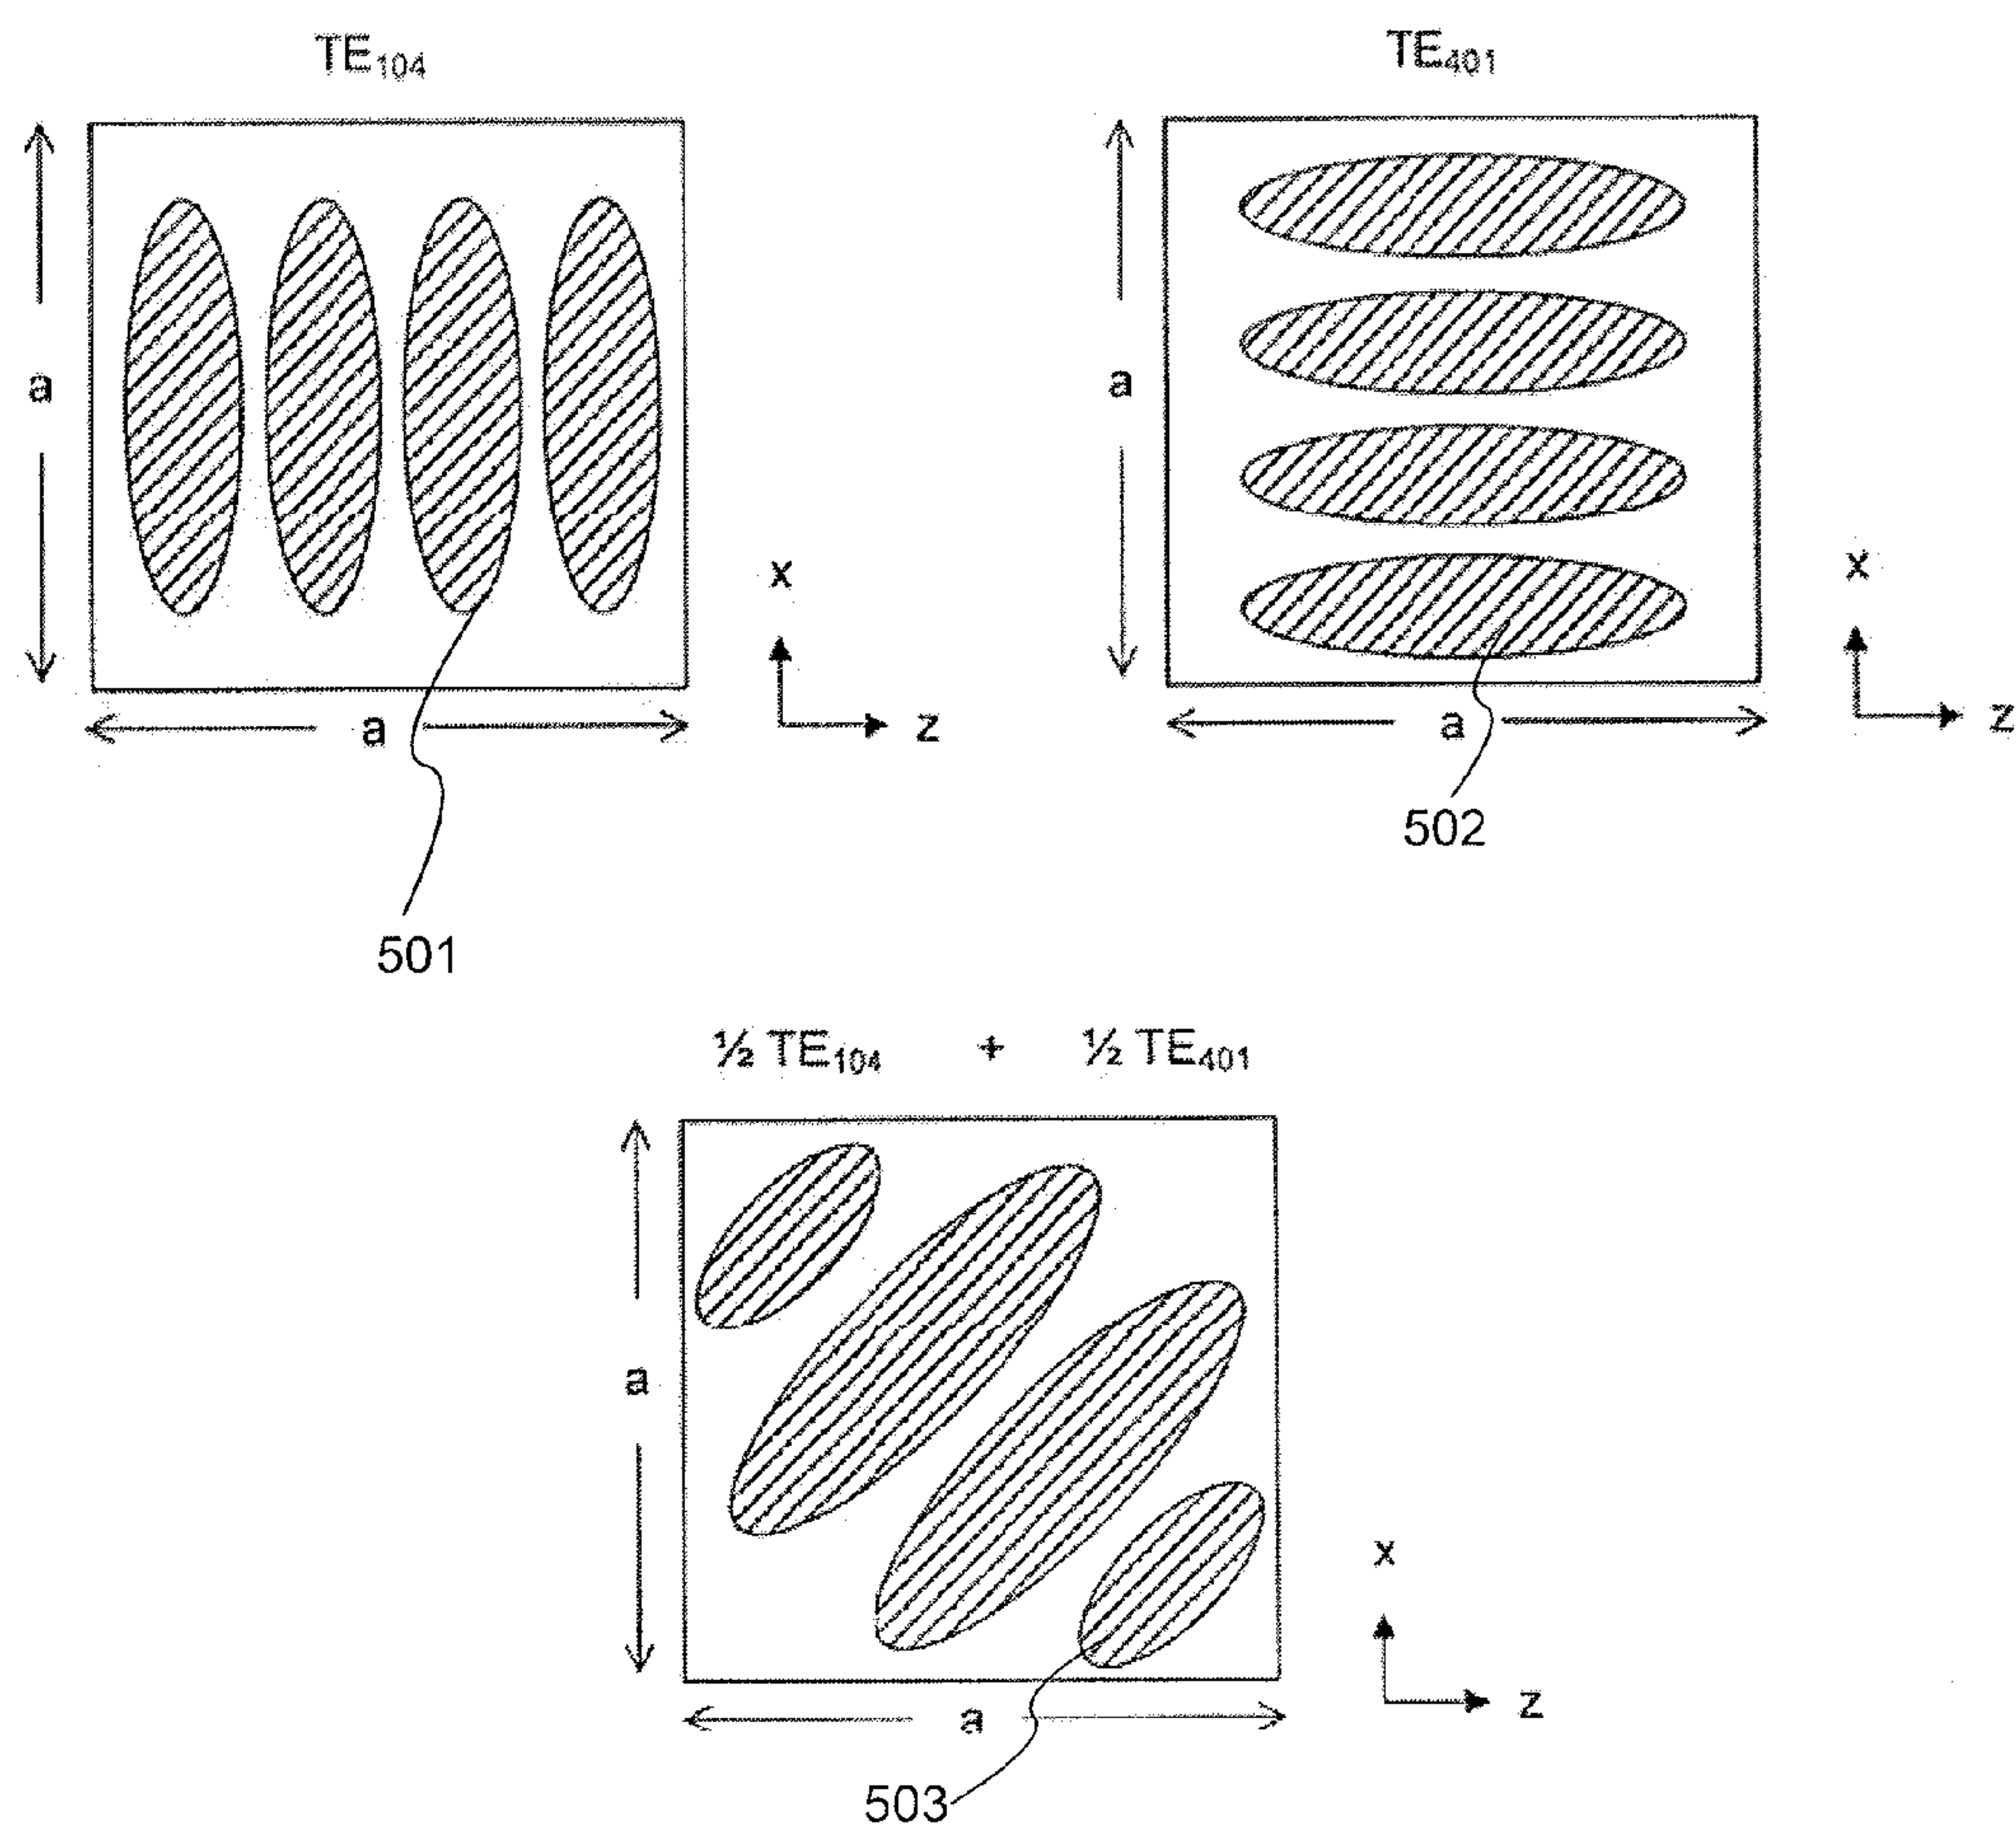 TE₁₀₄
a
a
x
z
501
TE₄₀₁
a
a
x
z
502
½ TE₁₀₄ + ½ TE₄₀₁
a
a
x
z
503